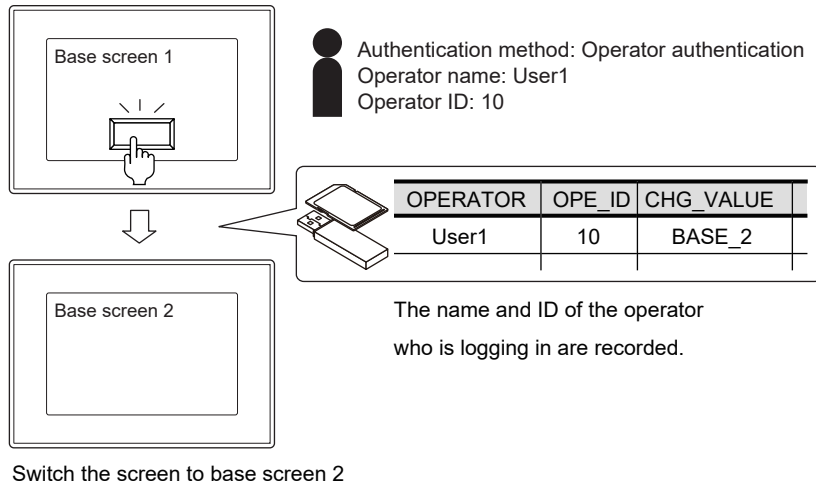 Base screen 1
Authentication method: Operator authentication
Operator name: User1
Operator ID: 10
OPERATOR OPE_ID CHG_VALUE
User1 10 BASE_2
Base screen 2
The name and ID of the operator
who is logging in are recorded.
Switch the screen to base screen 2